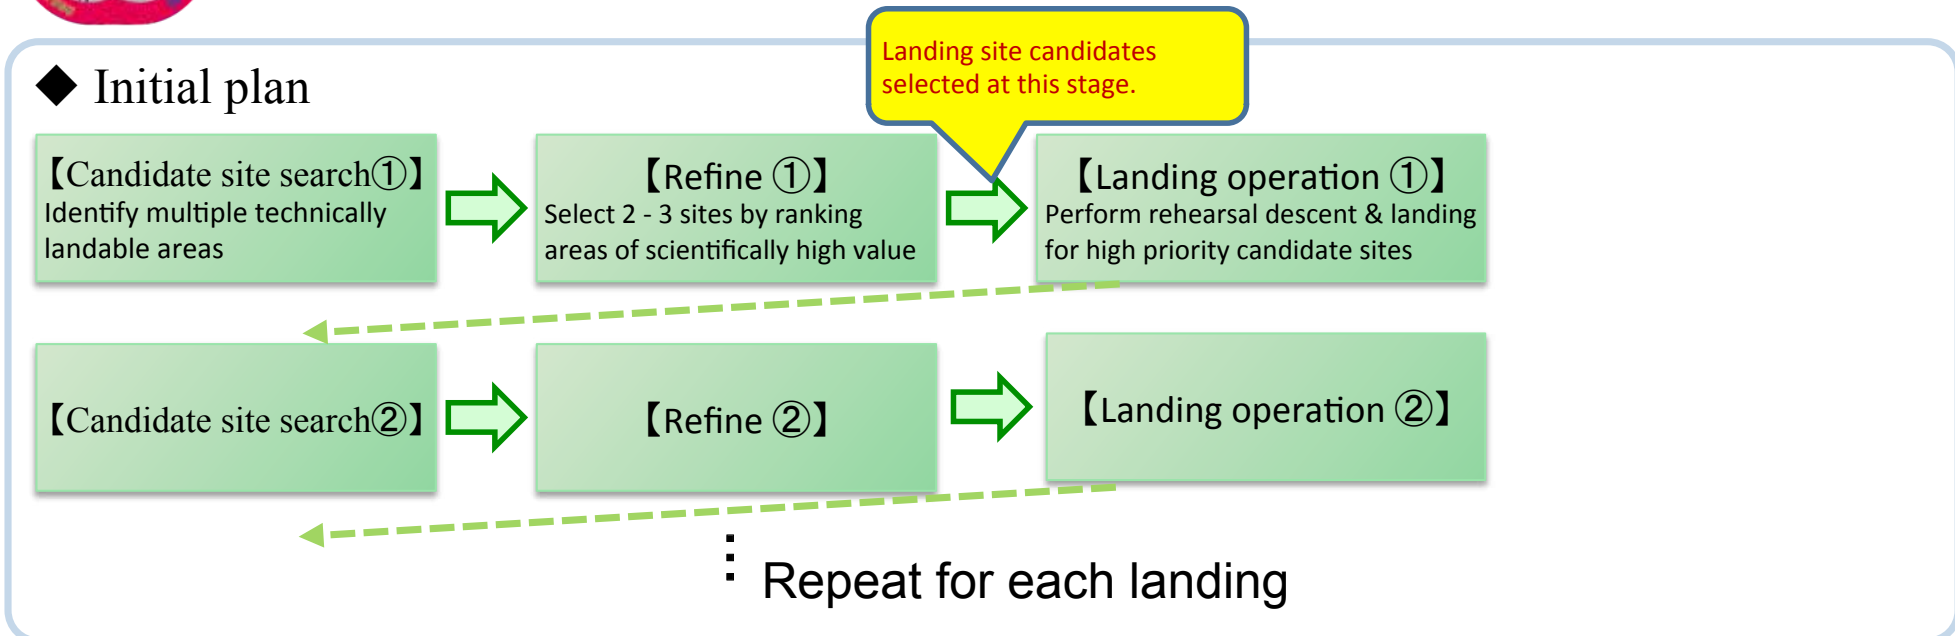 Landing site candidates
selected at this stage.
◆ Initial plan
【Candidate site search①】
Identify multiple technically
landable areas
【Refine ①】
Select 2 - 3 sites by ranking
areas of scientifically high value
【Landing operation ①】
Perform rehearsal descent & landing
for high priority candidate sites
【Candidate site search②】
【Refine ②】
【Landing operation ②】
⋮ Repeat for each landing